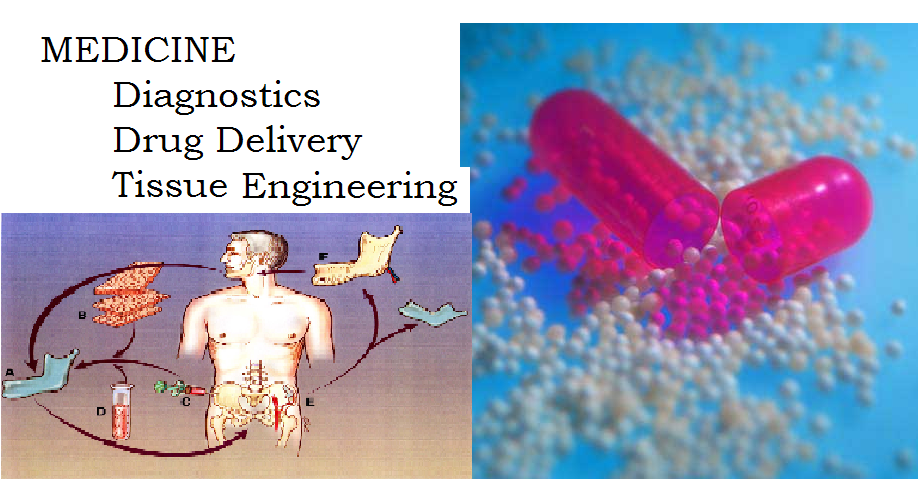 MEDICINE
Diagnostics
Drug Delivery
Tissue Engineering
F
B
A
C
D
E